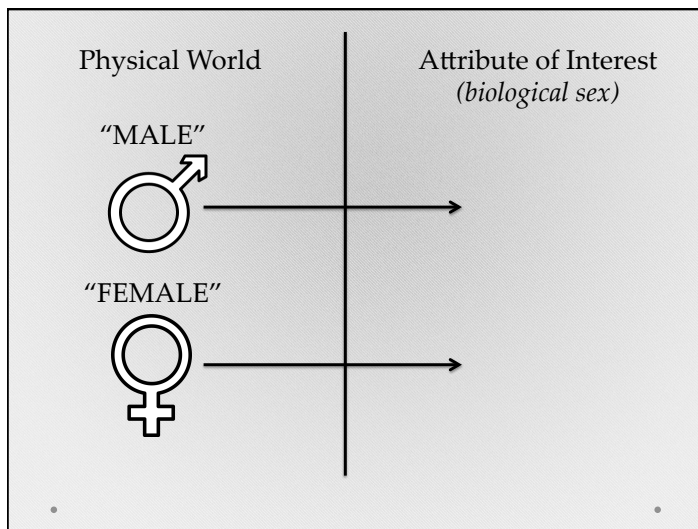 Physical World
Attribute of Interest
(biological sex)
“MALE”
“FEMALE”